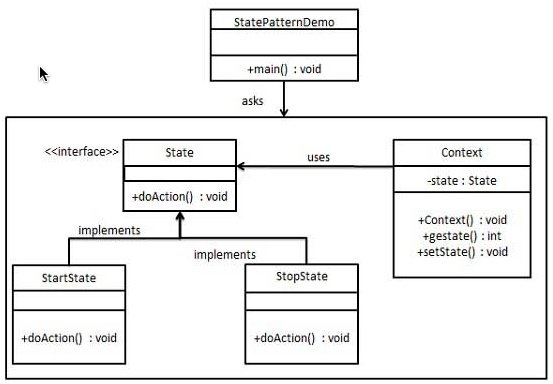 StatePatternDemo
+main() : void
asks
<<interface>>
State
+doAction() : void
uses
Context
-state : State
+Context() : void
+gestate() : int
+setState() : void
implements
implements
StartState
+doAction() : void
StopState
+doAction() : void